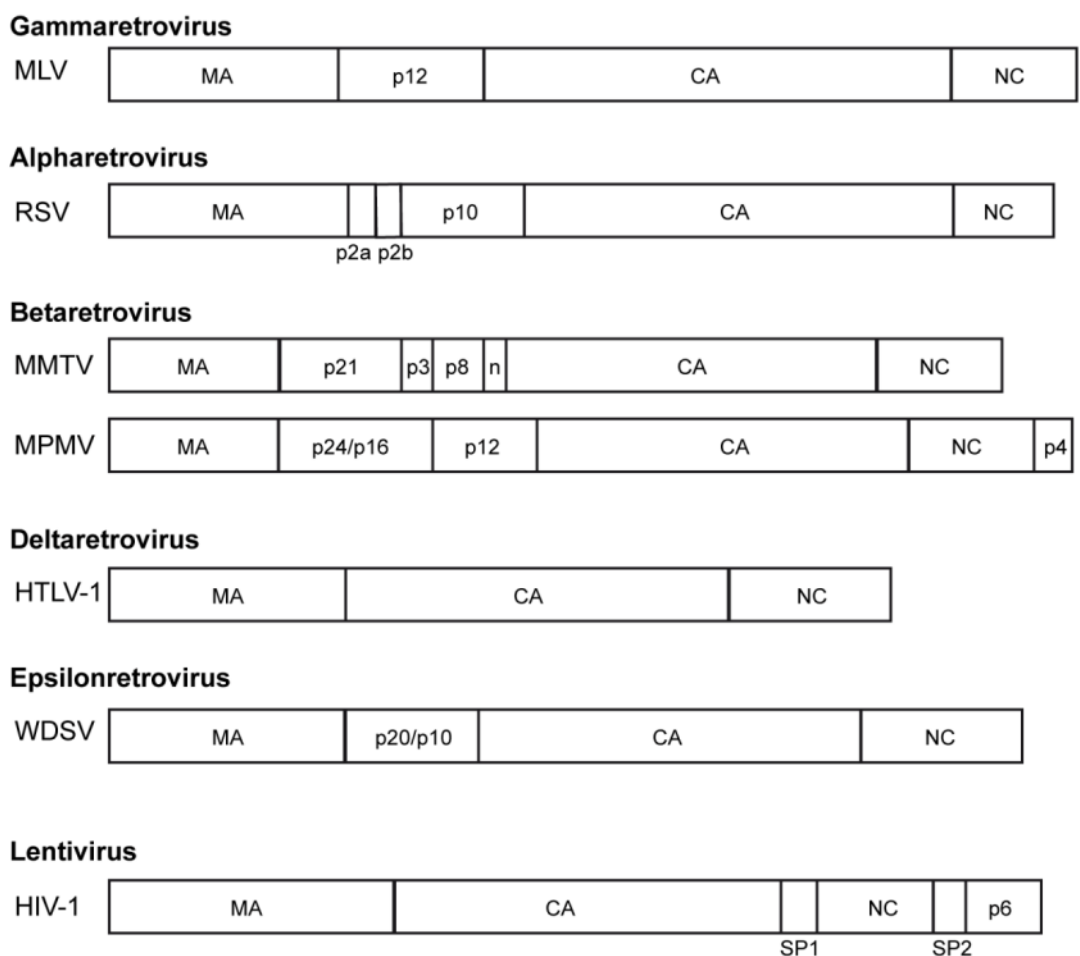 Gammaretrovirus
MLV MA p12 CA NC
Alpharetrovirus
RSV MA p10 CA NC
p2a p2b
Betaretrovirus
MMTV MA p21 p3 p8 n CA NC
MPMV MA p24/p16 p12 CA NC p4
Deltaretrovirus
HTLV-1 MA CA NC
Epsilonretrovirus
WDSV MA p20/p10 CA NC
Lentivirus
HIV-1 MA CA NC p6
SP1 SP2